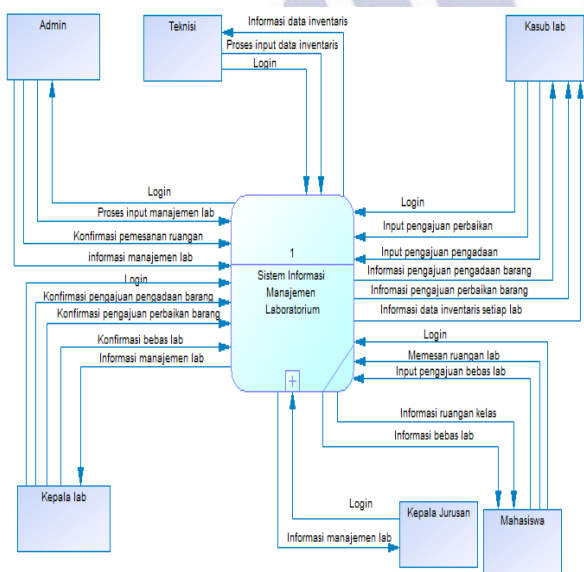 Admin
Teknisi
Kasub lab
Informasi data inventaris
Proses input data inventaris
Login
Login
Proses input manajemen lab
Konfirmasi pemesanan ruangan
informasi manajemen lab
Login
Konfirmasi pengajuan pengadaan barang
Konfirmasi pengajuan perbaikan barang
Konfirmasi bebas lab
Informasi manajemen lab
1
Sistem Informasi
Manajemen
Laboratorium
Login
Input pengajuan perbaikan
Input pengajuan pengadaan
Informasi pengajuan pengadaan barang
Infromasi pengajuan perbaikan barang
Informasi data inventaris setiap lab
Login
Memesan ruangan lab
Input pengajuan bebas lab
Informasi ruangan kelas
Informasi bebas lab
Kepala lab
Login
Informasi manajemen lab
Kepala Jurusan
Mahasiswa